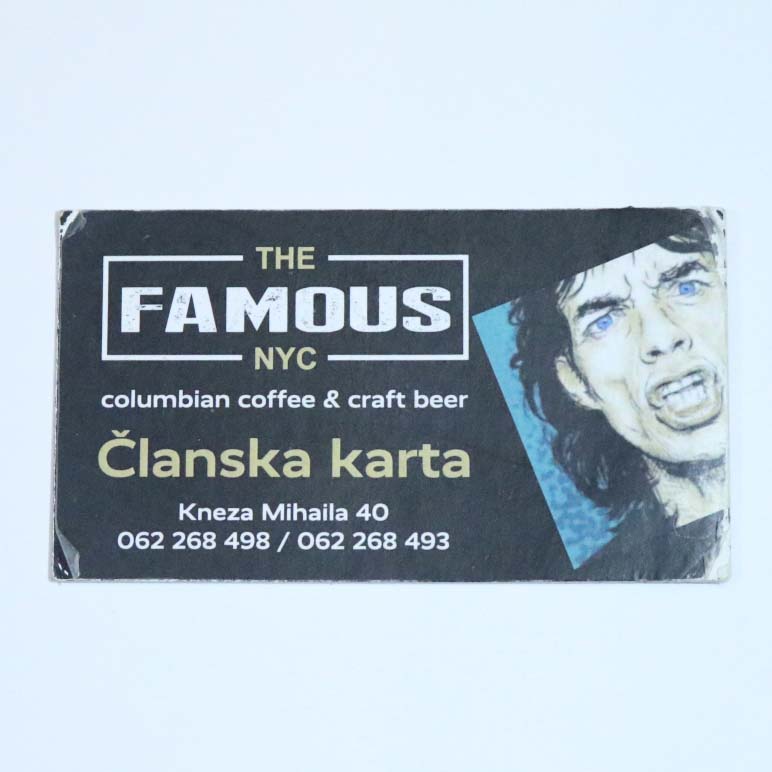 THE
FAMOUS
NYC
columbian coffee & craft beer
Članska karta
Kneza Mihaila 40
062 268 498 / 062 268 493